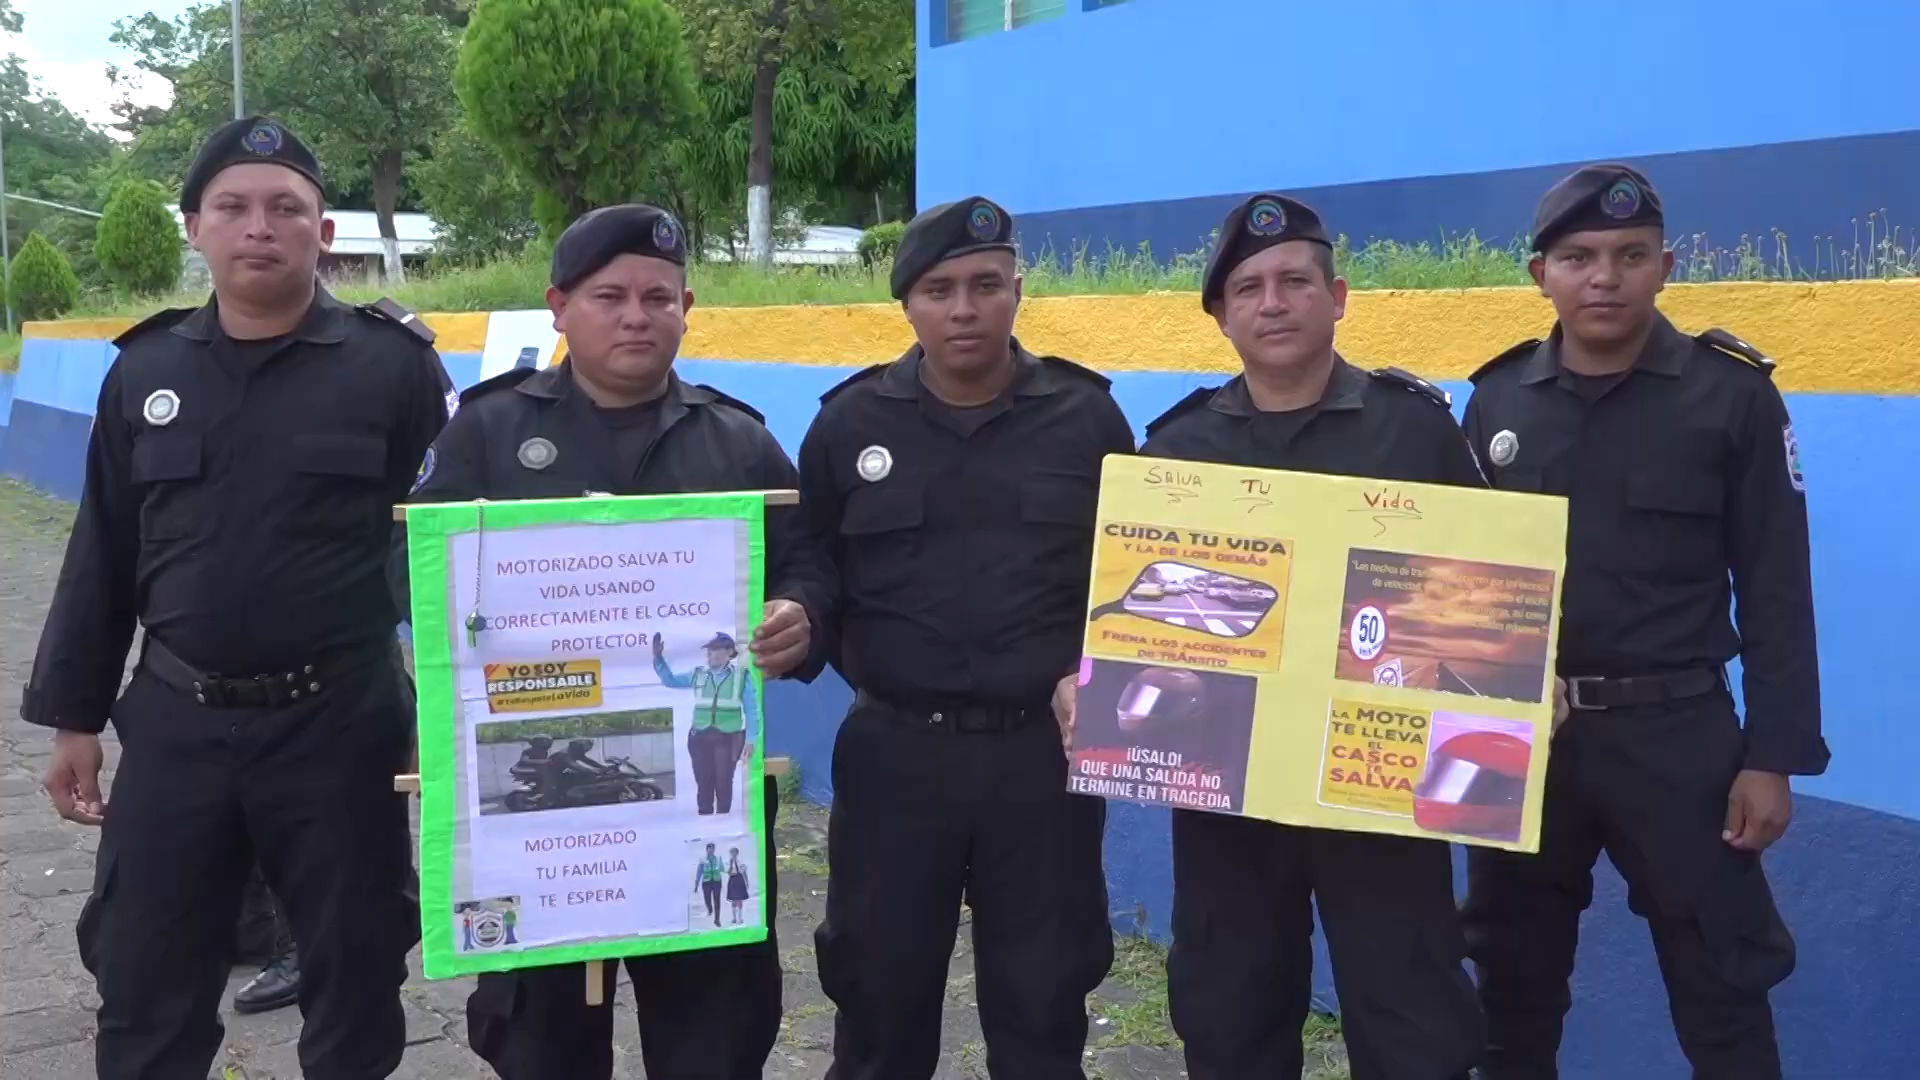 MOTORIZADO SALVA TU
VIDA USANDO
CORRECTAMENTE EL CASCO
PROTECTOR
YO SOY
RESPONSABLE
MOTORIZADO
TU FAMILIA
TE ESPERA
SALVA TU Vida
CUIDA TU VIDA
Y LA DE LOS DEMÁS
FRENA LOS ACCIDENTES
DE TRÁNSITO
¡ÚSALO!
QUE UNA SALIDA NO
TERMINE EN TRAGEDIA
50
LA MOTO
TE LLEVA
EL
CASCO
TE
SALVA